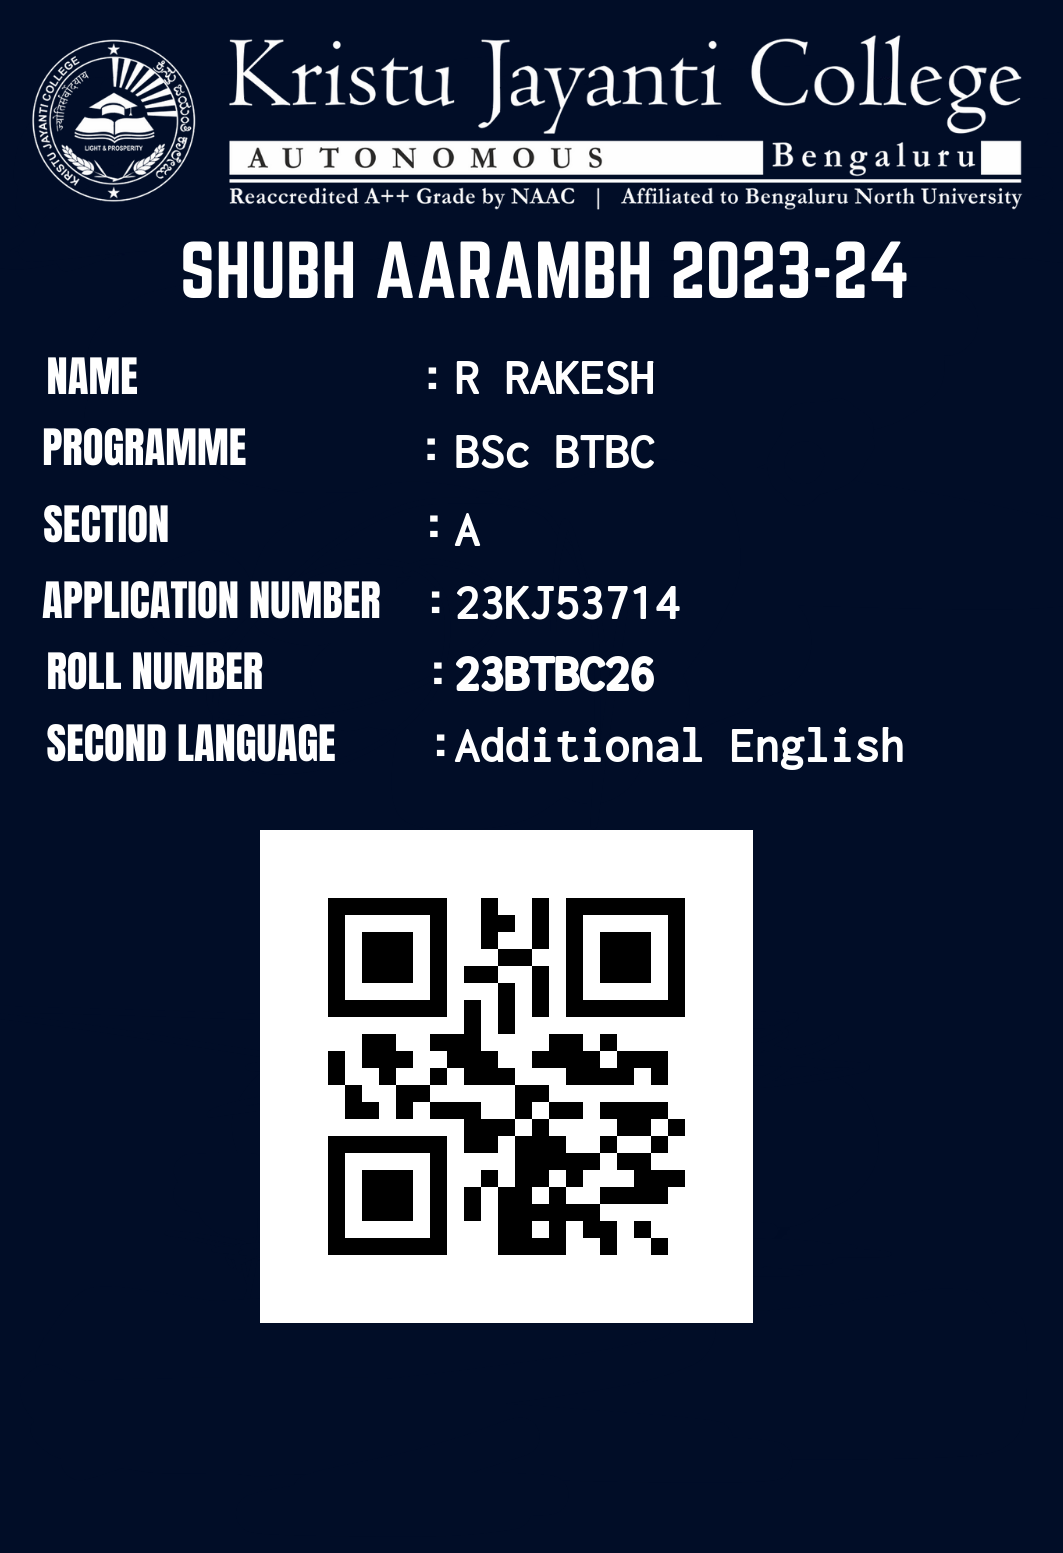 Kristu Jayanti College
AUTONOMOUS Bengaluru
Reaccredited A++ Grade by NAAC | Affiliated to Bengaluru North University
KRISTU JAYANTI COLLEGE
ಕ್ರಿಸ್ತು ಜಯಂತಿ ಕಾಲೇಜು
LIGHT & PROSPERITY
SHUBH AARAMBH 2023-24
NAME : R RAKESH
PROGRAMME : BSc BTBC
SECTION : A
APPLICATION NUMBER : 23KJ53714
ROLL NUMBER : 23BTBC26
SECOND LANGUAGE : Additional English